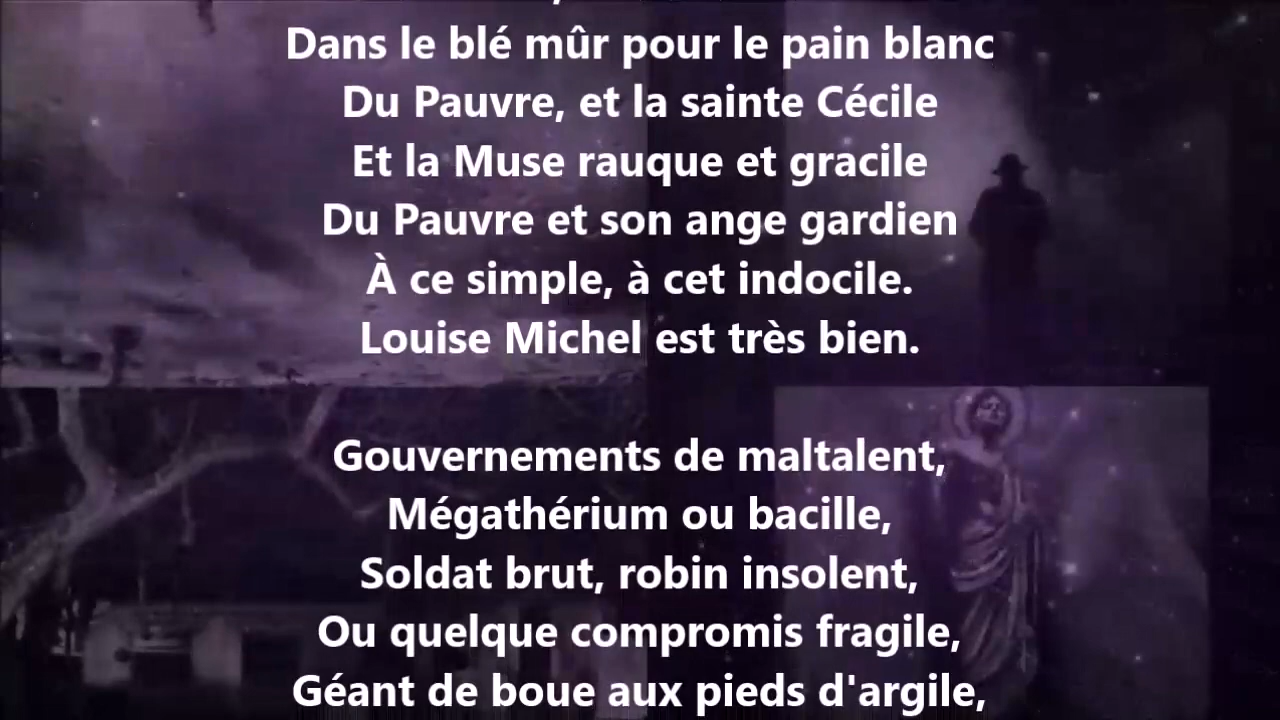 Dans le blé mûr pour le pain blanc
Du Pauvre, et la sainte Cécile
Et la Muse rauque et gracile
Du Pauvre et son ange gardien
À ce simple, à cet indocile.
Louise Michel est très bien.
Gouvernements de maltalent,
Mégathérium ou bacille,
Soldat brut, robin insolent,
Ou quelque compromis fragile,
Géant de boue aux pieds d'argile,